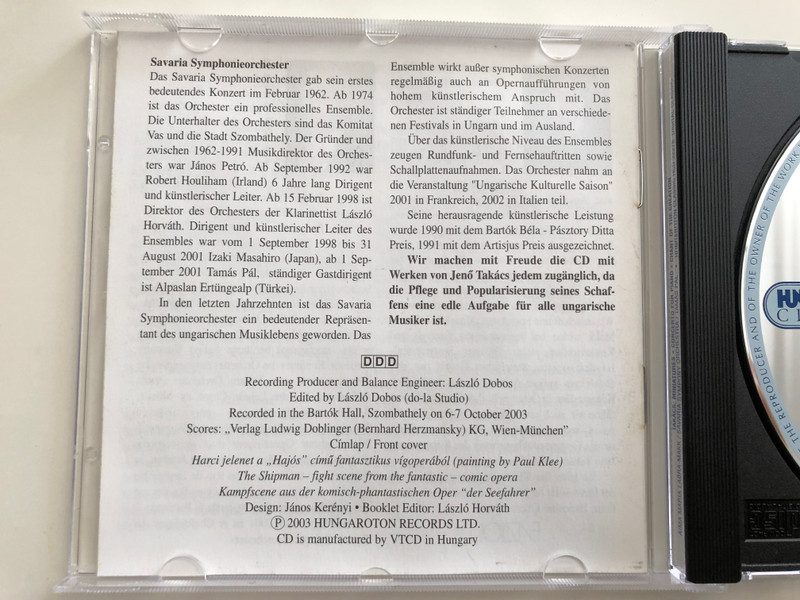 Savaria Symphonieorchester
Das Savaria Symphonieorchester gab sein erstes
bedeutendes Konzert im Februar 1962. Ab 1974
ist das Orchester ein professionelles Ensemble.
Die Unterhalter des Orchesters sind das Komitat
Vas und die Stadt Szombathely. Der Gründer und
zwischen 1962-1991 Musikdirektor des Orches-
ters war János Petró. Ab September 1992 war
Robert Houliham (Irland) 6 Jahre lang Dirigent
und künstlerischer Leiter. Ab 15 Februar 1998 ist
Direktor des Orchesters der Klarinettist László
Horváth. Dirigent und künstlerischer Leiter des
Ensembles war vom 1 September 1998 bis 31
August 2001 Izaki Masahiro (Japan), ab 1 Sep-
tember 2001 Tamás Pál, ständiger Gastdirigent
ist Alpaslan Ertüngealp (Türkei).
In den letzten Jahrzehnten ist das Savaria
Symphonieorchester ein bedeutender Repräsen-
tant des ungarischen Musiklebens geworden. Das
Ensemble wirkt außer symphonischen Konzerten
regelmäßig auch an Opernaufführungen von
hohem künstlerischem Anspruch mit. Das
Orchester ist ständiger Teilnehmer an verschiede-
nen Festivals in Ungarn und im Ausland.
Über das künstlerische Niveau des Ensembles
zeugen Rundfunk- und Fernsehauftritten sowie
Schallplattenaufnahmen. Das Orchester nahm an
die Veranstaltung "Ungarische Kulturelle Saison"
2001 in Frankreich, 2002 in Italien teil.
Seine herausragende künstlerische Leistung
wurde 1990 mit dem Bartók Béla - Pásztory Ditta
Preis, 1991 mit dem Artisjus Preis ausgezeichnet.
Wir machen mit Freude die CD mit
Werken von Jenő Takács jedem zugänglich, da
die Pflege und Popularisierung seines Schaf-
fens eine edle Aufgabe für alle ungarische
Musiker ist.
DDD
Recording Producer and Balance Engineer: László Dobos
Edited by László Dobos (do-la Studio)
Recorded in the Bartók Hall, Szombathely on 6-7 October 2003
Scores: „Verlag Ludwig Doblinger (Bernhard Herzmansky) KG, Wien-München”
Címlap / Front cover
Harci jelenet a „Hajós” című fantasztikus vígoperából (painting by Paul Klee)
The Shipman – fight scene from the fantastic – comic opera
Kampfscene aus der komisch-phantastischen Oper “der Seefahrer”
Design: János Kerényi • Booklet Editor: László Horváth
℗ 2003 HUNGAROTON RECORDS LTD.
CD is manufactured by VTCD in Hungary
THE REPRODUCER AND OF THE OWNER OF THE WORK